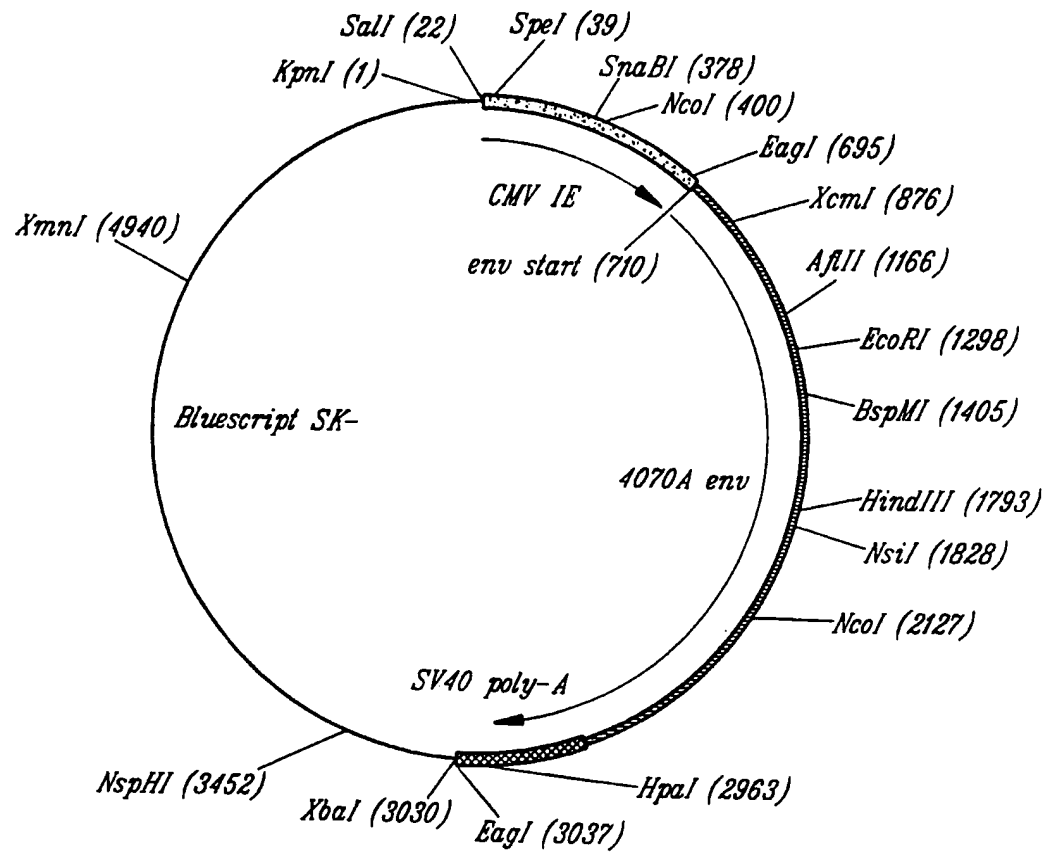 SalI (22)
SpeI (39)
KpnI (1)
SnaBI (378)
NcoI (400)
EagI (695)
CMV IE
XcmI (876)
XmnI (4940)
env start (710)
AflII (1166)
EcoRI (1298)
Bluescript SK-
BspMI (1405)
4070A env
HindIII (1793)
NsiI (1828)
NcoI (2127)
SV40 poly-A
NspHI (3452)
HpaI (2963)
XbaI (3030)
EagI (3037)